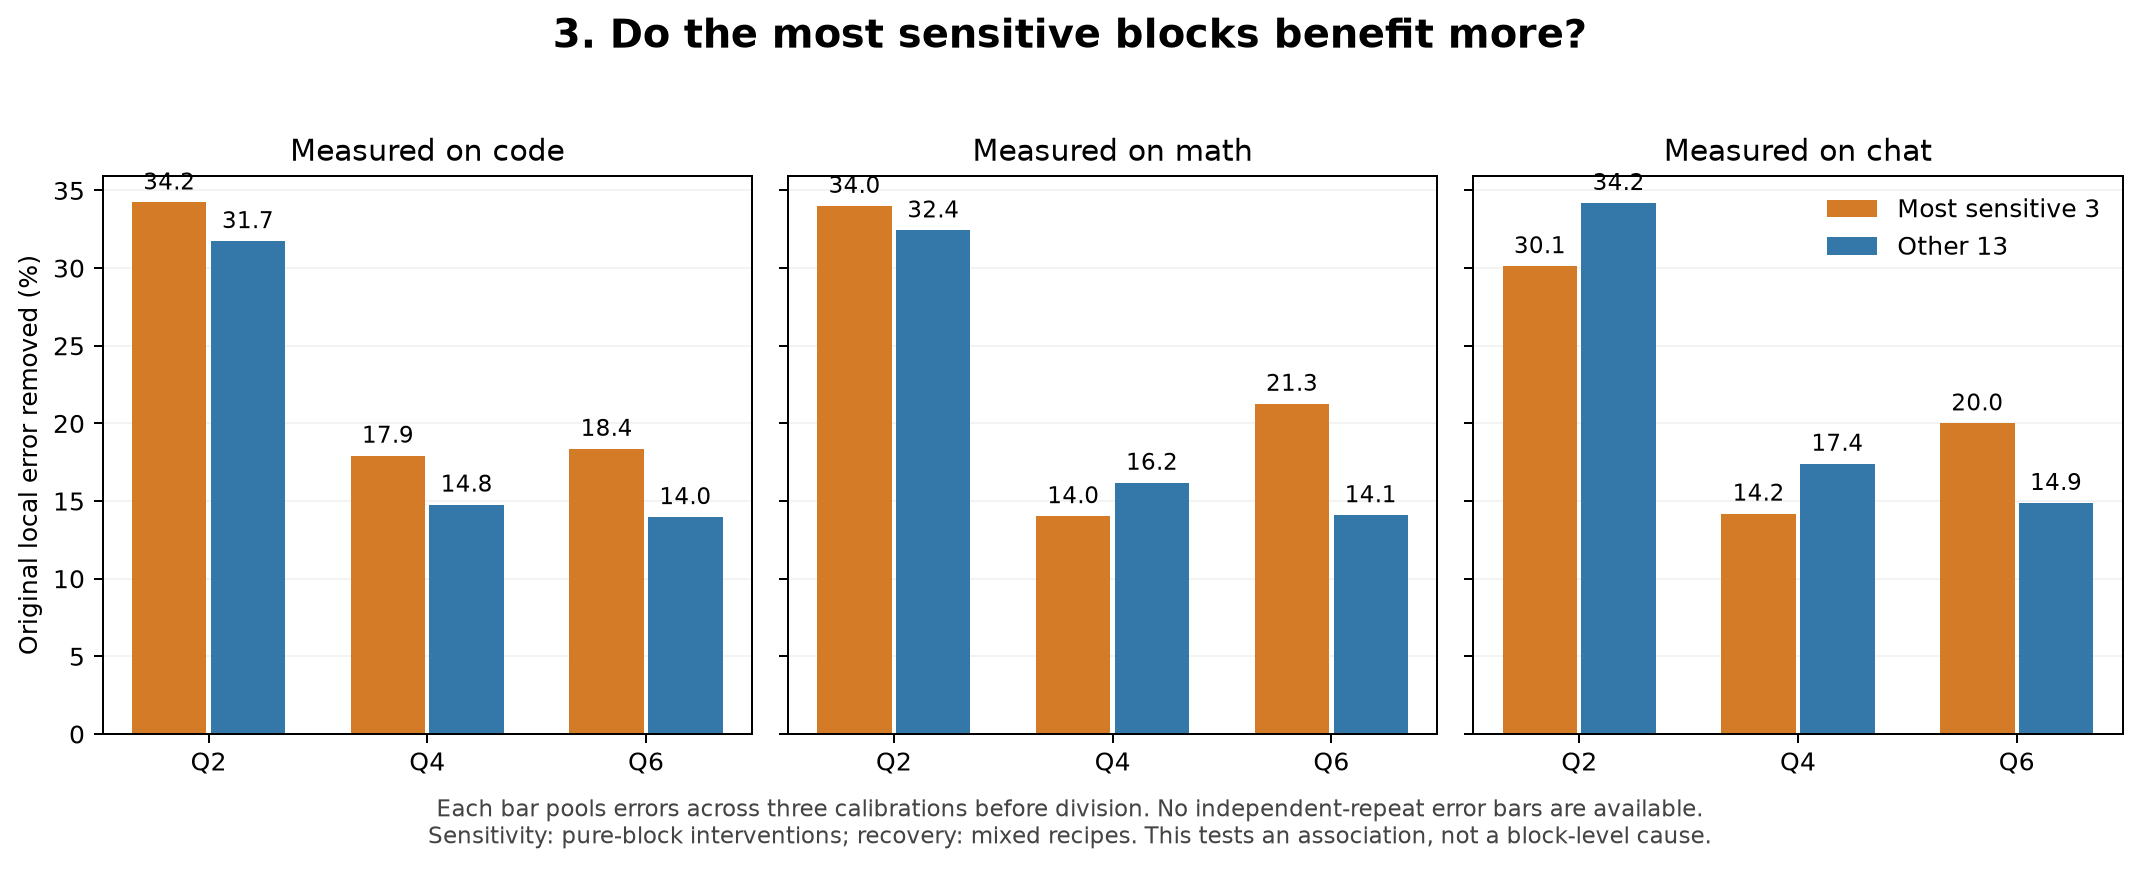 3. Do the most sensitive blocks benefit more?
Measured on code
Measured on math
Measured on chat
Original local error removed (%)
35
30
25
20
15
10
5
0
34.2
31.7
17.9
14.8
18.4
14.0
Q2
Q4
Q6
34.0
32.4
14.0
16.2
21.3
14.1
Q2
Q4
Q6
30.1
34.2
14.2
17.4
20.0
14.9
Most sensitive 3
Other 13
Q2
Q4
Q6
Each bar pools errors across three calibrations before division. No independent-repeat error bars are available.
Sensitivity: pure-block interventions; recovery: mixed recipes. This tests an association, not a block-level cause.